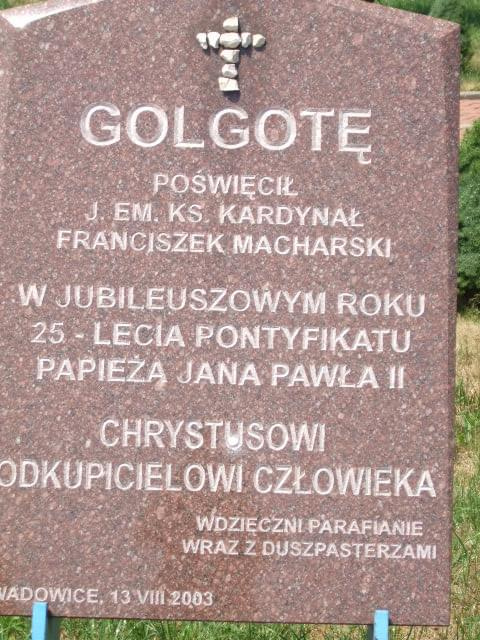 GOLGOTĘ
POŚWIĘCIŁ
J. EM. KS. KARDYNAŁ
FRANCISZEK MACHARSKI
W JUBILEUSZOWYM ROKU
25 - LECIA PONTYFIKATU
PAPIEŻA JANA PAWŁA II
CHRYSTUSOWI
ODKUPICIELOWI CZŁOWIEKA
WDZIĘCZNI PARAFIANIE
WRAZ Z DUSZPASTERZAMI
WADOWICE, 13 VIII 2003